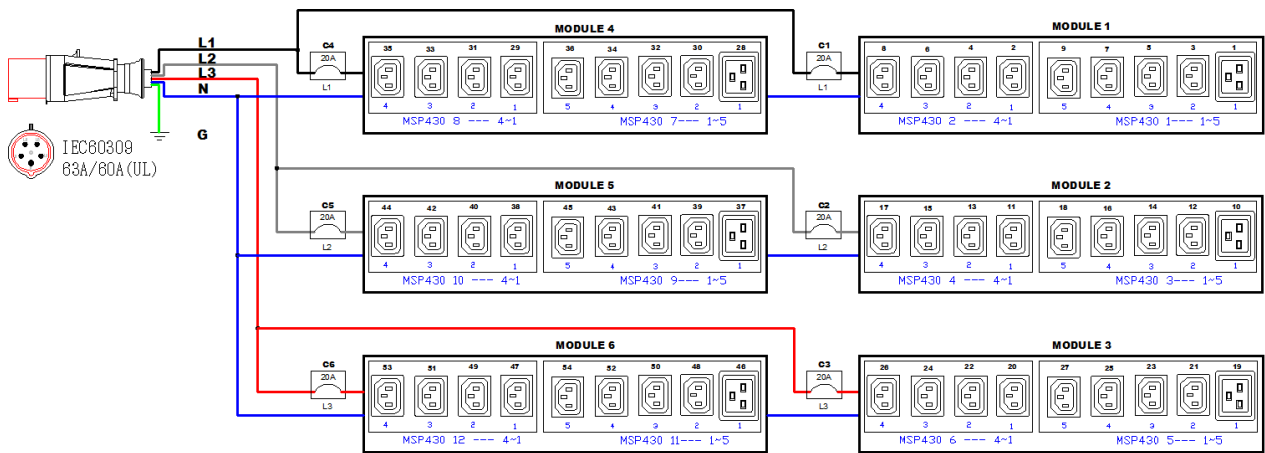 L1
L2
L3
N
G
IEC60309
63A/60A(UL)
MODULE 4
C4
20A
L1
35 33 31 29 36 34 32 30 28
4 3 2 1 5 4 3 2 1
MSP430 8 --- 4~1 MSP430 7--- 1~5
MODULE 1
C1
20A
L1
8 6 4 2 9 7 5 3 1
4 3 2 1 5 4 3 2 1
MSP430 2 --- 4~1 MSP430 1--- 1~5
MODULE 5
C5
20A
L2
44 42 40 38 45 43 41 39 37
4 3 2 1 5 4 3 2 1
MSP430 10 --- 4~1 MSP430 9--- 1~5
MODULE 2
C2
20A
L2
17 15 13 11 18 16 14 12 10
4 3 2 1 5 4 3 2 1
MSP430 4 --- 4~1 MSP430 3--- 1~5
MODULE 6
C6
20A
L3
53 51 49 47 54 52 50 48 46
4 3 2 1 5 4 3 2 1
MSP430 12 --- 4~1 MSP430 11--- 1~5
MODULE 3
C3
20A
L3
26 24 22 20 27 25 23 21 19
4 3 2 1 5 4 3 2 1
MSP430 6 --- 4~1 MSP430 5--- 1~5